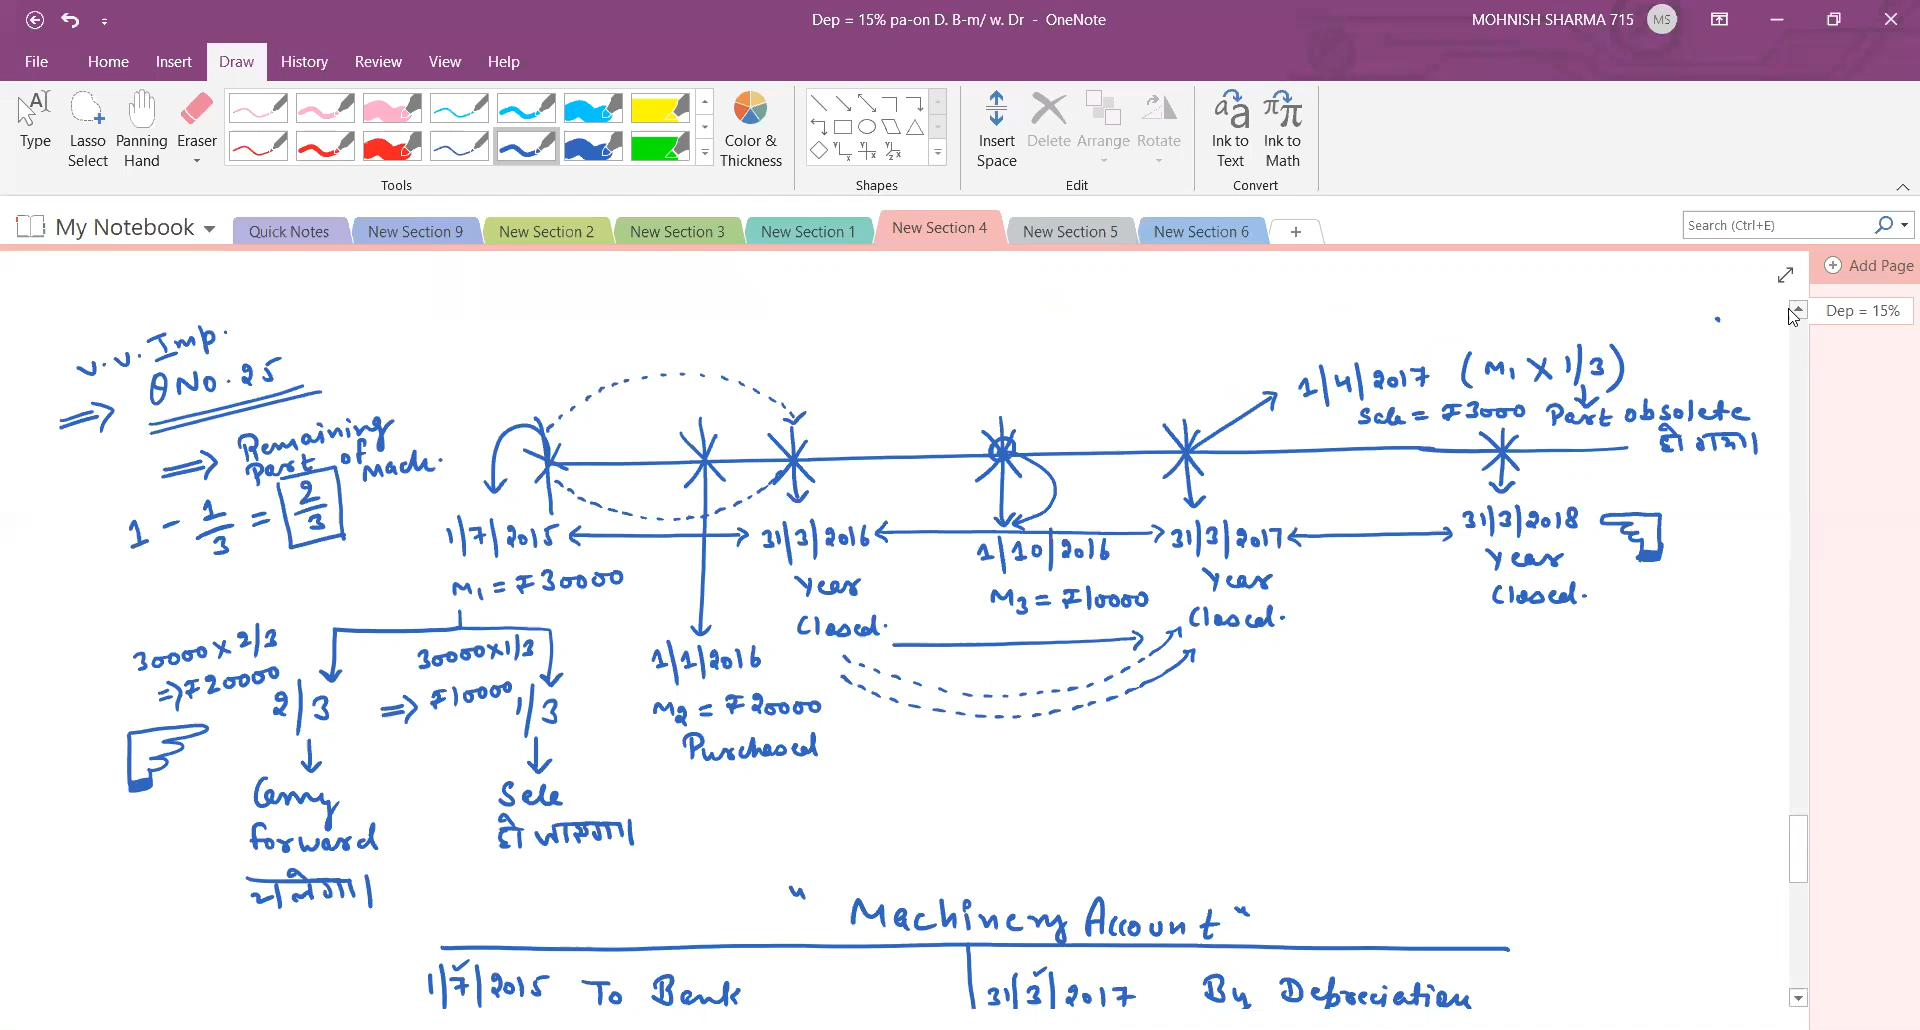 Dep = 15% pa-on D. B-m/ w. Dr - OneNote
MOHNISH SHARMA 715
MS
File
Home
Insert
Draw
History
Review
View
Help
Type
Lasso Select
Panning Hand
Eraser
Color & Thickness
Insert Space
Delete
Arrange
Rotate
Ink to Text
Ink to Math
Tools
Shapes
Edit
Convert
My Notebook
Quick Notes
New Section 9
New Section 2
New Section 3
New Section 1
New Section 4
New Section 5
New Section 6
Search (Ctrl+E)
Add Page
Dep = 15%
v.v. Imp.
⇒ QNo. 25
⇒ Remaining
Part of Mach.
1 - 1/3 = 2/3
1/4/2017 (M1 X 1/3)
Sale = ₹3000 Part obsolete
हो गया।
1/7/2015
M1 = ₹30000
31/3/2016
Year
Closed.
1/10/2016
M3 = ₹10000
31/3/2017
Year
Closed.
31/3/2018
Year
Closed.
30000 x 2/3
⇒ ₹20000
2/3
Carry
forward
30000x1/3
⇒ ₹10000
1/3
Sale
हो जाएगा।
1/1/2016
M2 = ₹20000
Purchased
" Machinery Account "
1/7/2015 To Bank
31/3/2017 By Depreciation